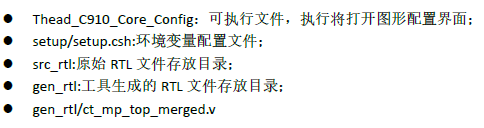 ● Thead_C910_Core_Config：可执行文件，执行将打开图形配置界面；
● setup/setup.csh:环境变量配置文件；
● src_rtl:原始 RTL 文件存放目录；
● gen_rtl:工具生成的 RTL 文件存放目录；
● gen_rtl/ct_mp_top_merged.v